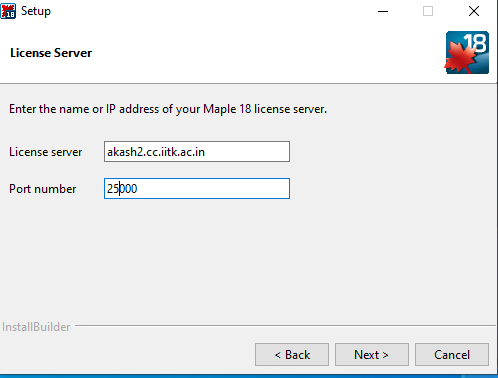 18 Setup
License Server
18
Enter the name or IP address of your Maple 18 license server.
License server akash2.cc.iitk.ac.in
Port number 25000
InstallBuilder
< Back Next > Cancel